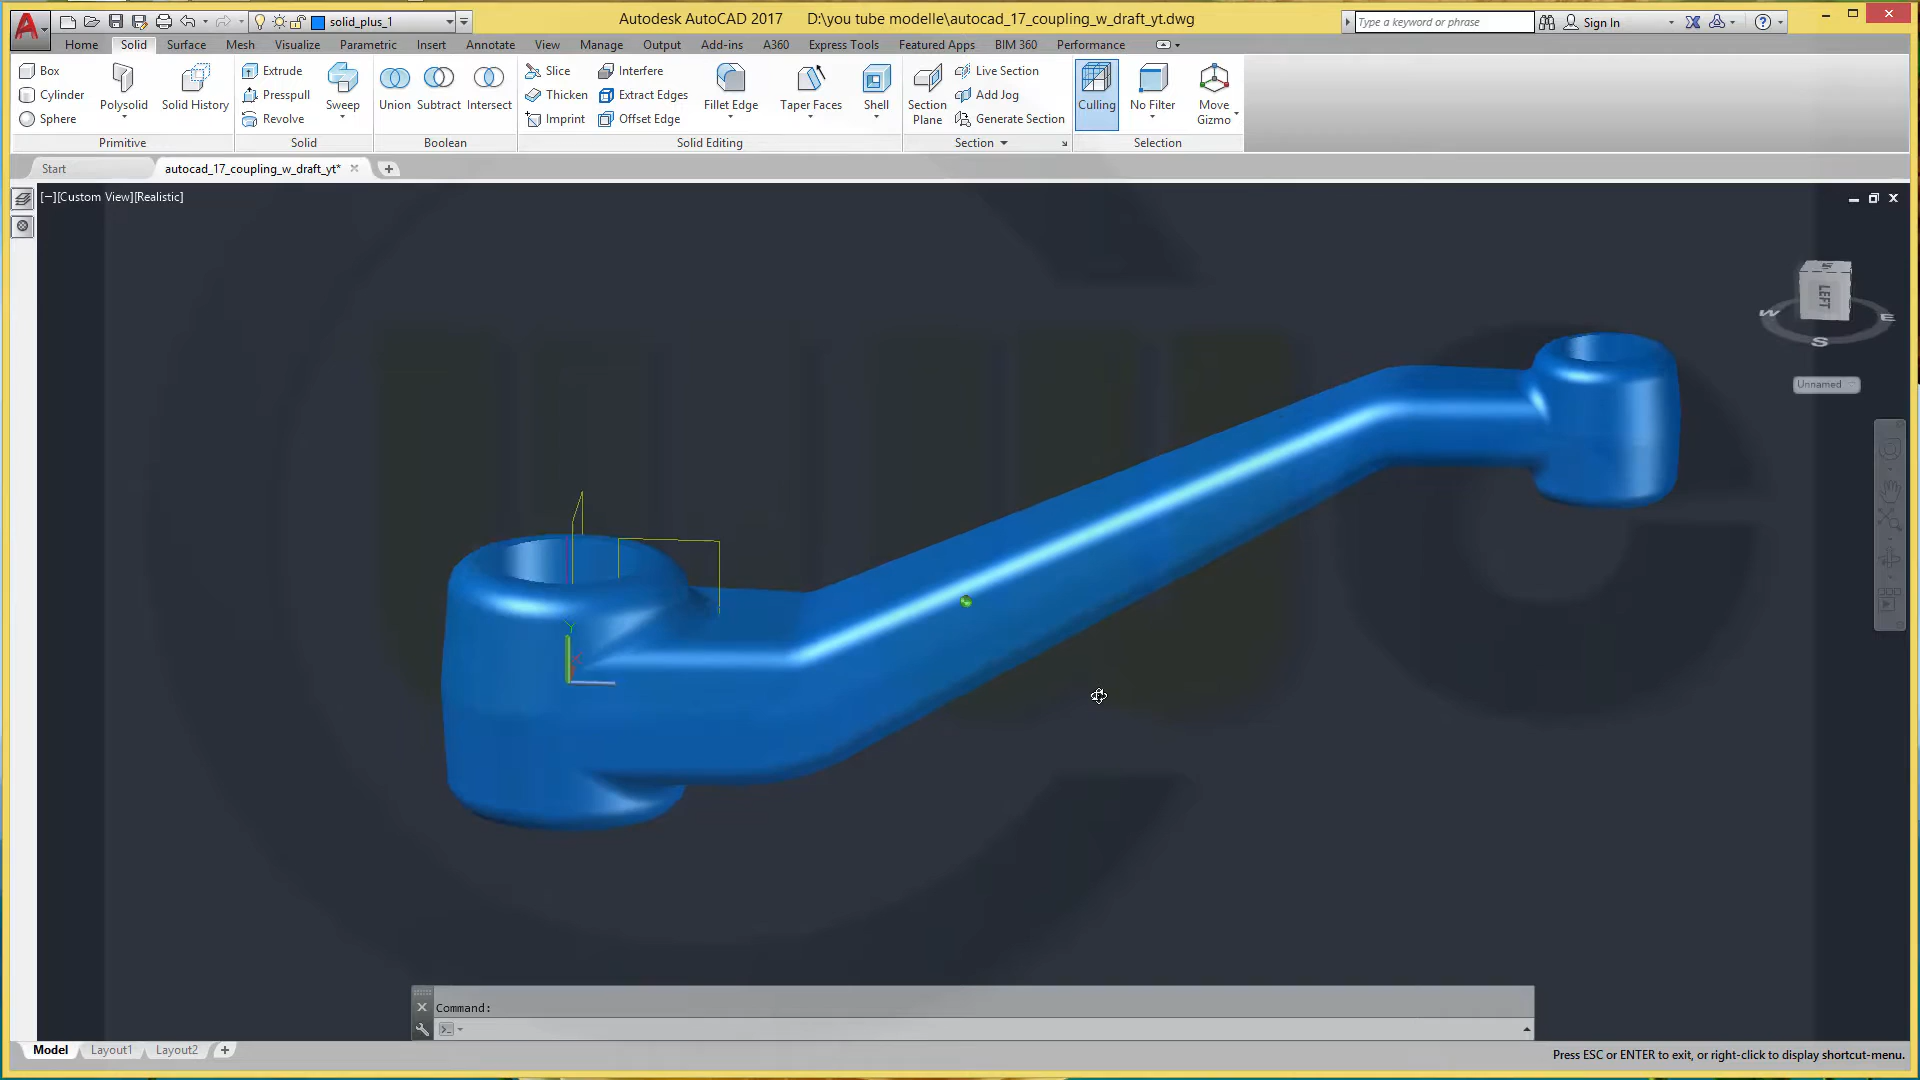 solid_plus_1
Autodesk AutoCAD 2017 D:\you tube modelle\autocad_17_coupling_w_draft_yt.dwg
Type a keyword or phrase
Sign In
Home Solid Surface Mesh Visualize Parametric Insert Annotate View Manage Output Add-ins A360 Express Tools Featured Apps BIM 360 Performance
Box
Cylinder
Sphere
Polysolid
Solid History
Extrude
Presspull
Revolve
Sweep
Union
Subtract
Intersect
Slice
Thicken
Imprint
Interfere
Extract Edges
Offset Edge
Fillet Edge
Taper Faces
Shell
Section
Plane
Live Section
Add Jog
Generate Section
Culling
No Filter
Move
Gizmo
Primitive
Solid
Boolean
Solid Editing
Section
Selection
Start
autocad_17_coupling_w_draft_yt*
[−][Custom View][Realistic]
LEFT
W
E
S
Unnamed
Y
Command:
Model
Layout1
Layout2
Press ESC or ENTER to exit, or right-click to display shortcut-menu.